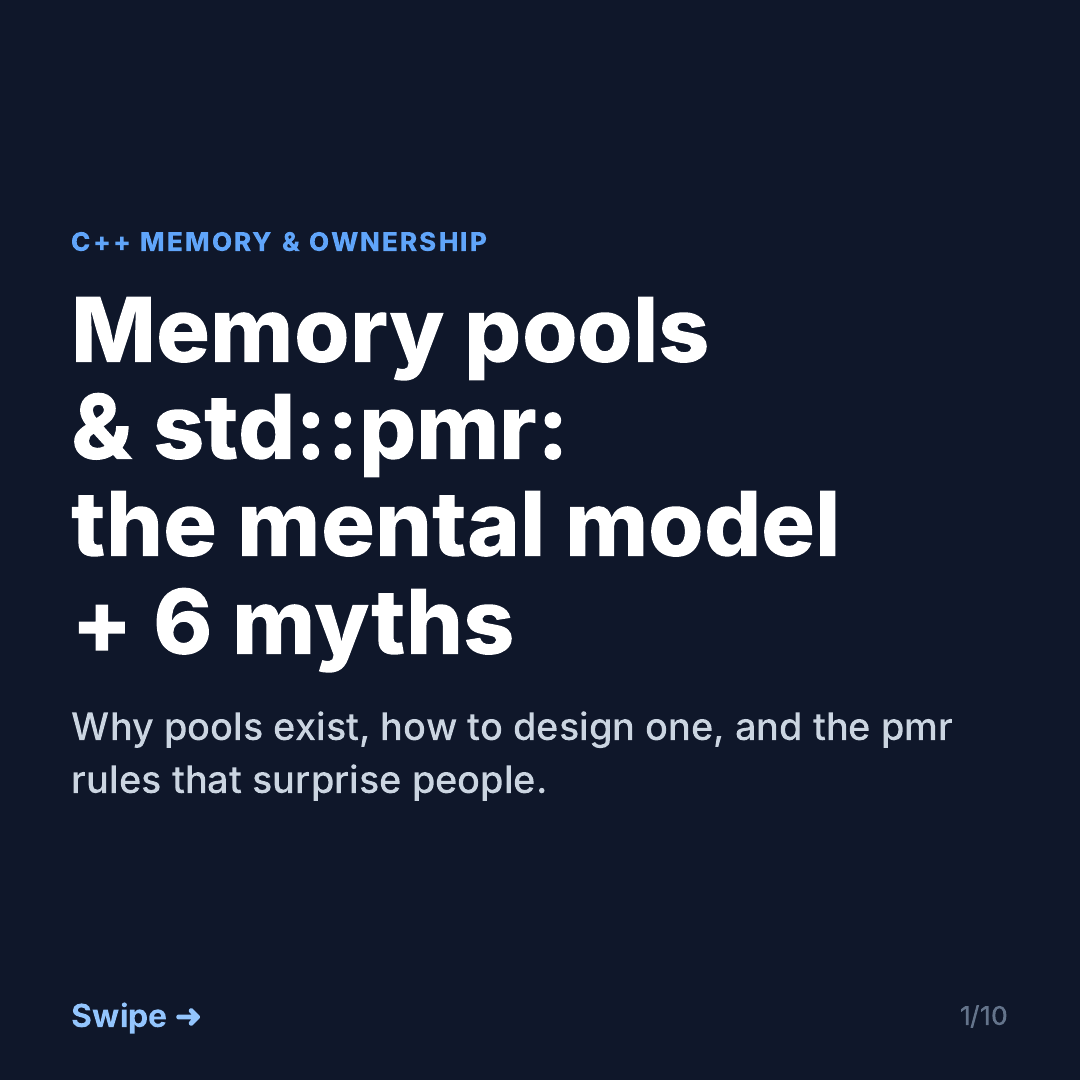 C++ MEMORY & OWNERSHIP
Memory pools
& std::pmr:
the mental model
+ 6 myths
Why pools exist, how to design one, and the pmr
rules that surprise people.
Swipe ➜
1/10